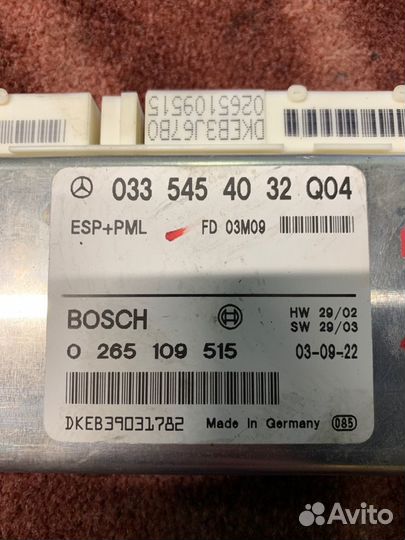 DKEB3J67B0
0265109515
033 545 40 32 Q04
ESP+PML
FD 03M09
BOSCH
HW 29/02
SW 29/03
0 265 109 515
03-09-22
DKEB39031782
Made in Germany
085
Avito